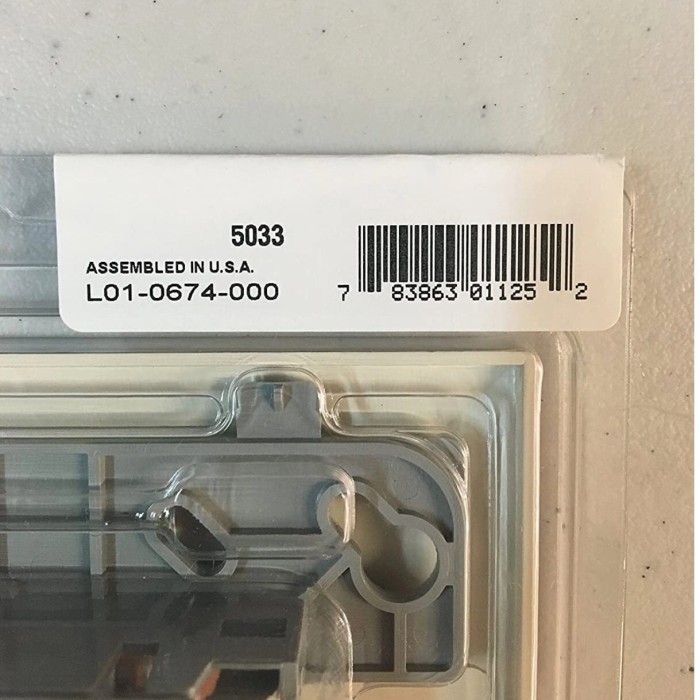 5033
ASSEMBLED IN U.S.A.
L01-0674-000
7 83863 01125 2